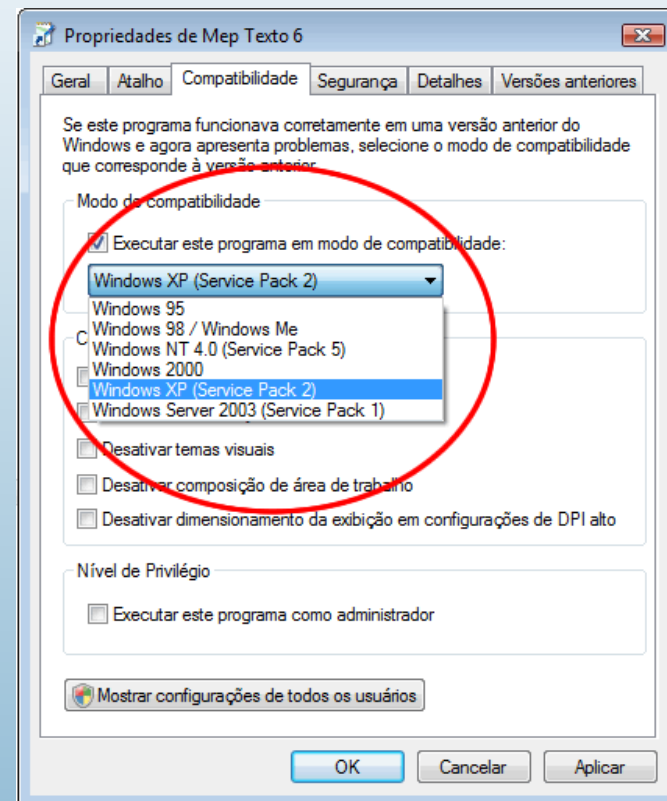 Propriedades de Mep Texto 6
Geral Atalho Compatibilidade Segurança Detalhes Versões anteriores
Se este programa funcionava corretamente em uma versão anterior do
Windows e agora apresenta problemas, selecione o modo de compatibilidade
que corresponde à versão anterior.
Modo de compatibilidade
Executar este programa em modo de compatibilidade:
Windows XP (Service Pack 2)
Windows 95
Windows 98 / Windows Me
Windows NT 4.0 (Service Pack 5)
Windows 2000
Windows XP (Service Pack 2)
Windows Server 2003 (Service Pack 1)
Desativar temas visuais
Desativar composição de área de trabalho
Desativar dimensionamento da exibição em configurações de DPI alto
Nível de Privilégio
Executar este programa como administrador
Mostrar configurações de todos os usuários
OK Cancelar Aplicar